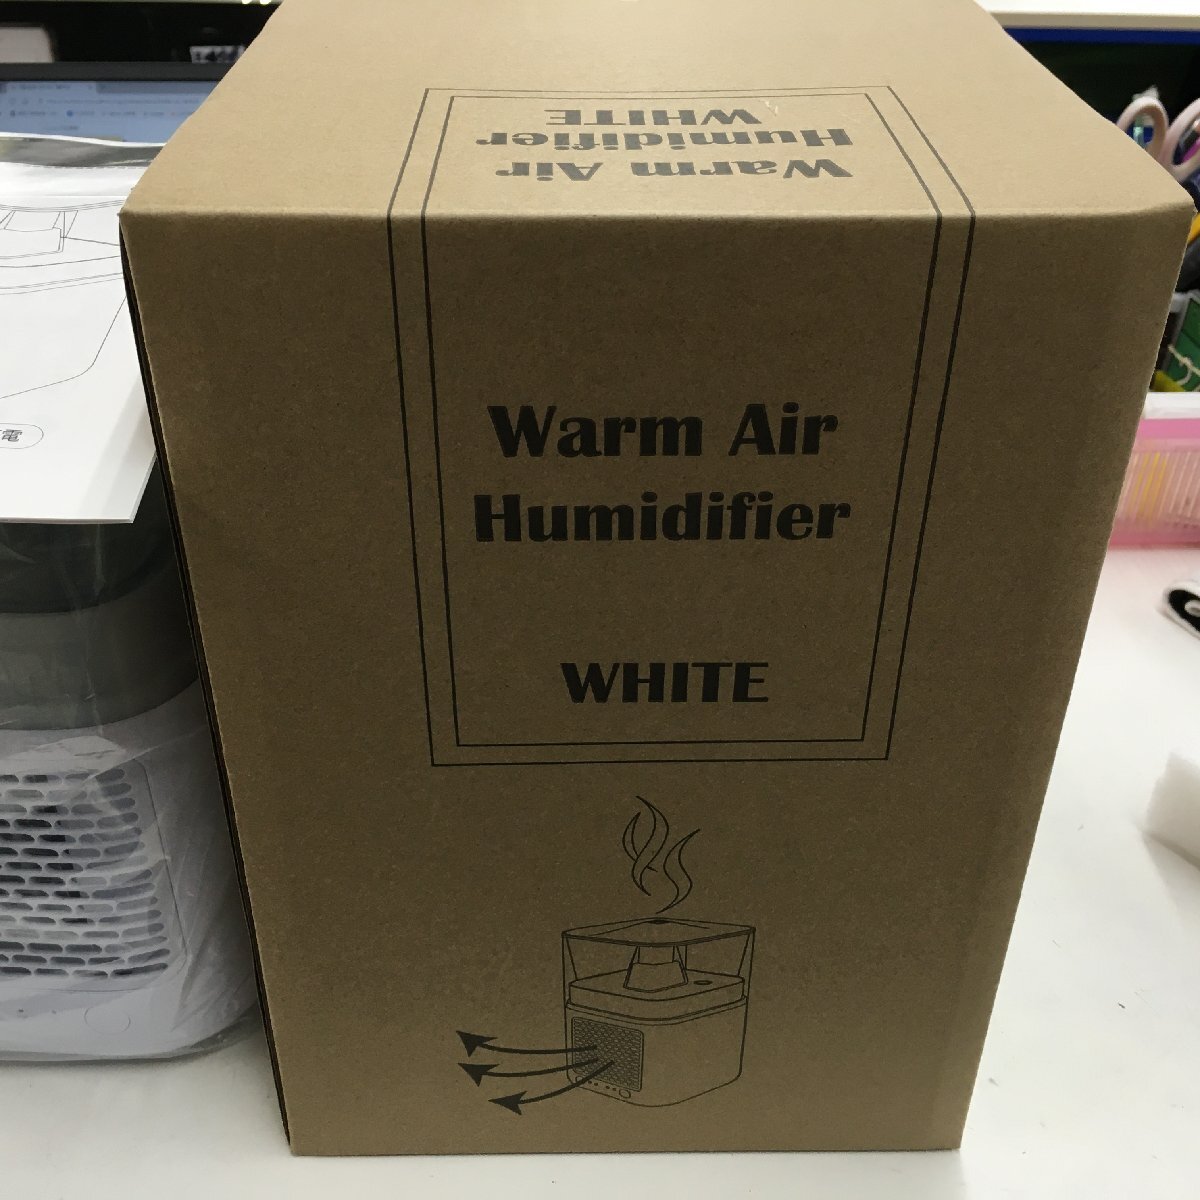 Warm Air
Humidifier
WHITE
Warm Air
Humidifier
WHITE
電